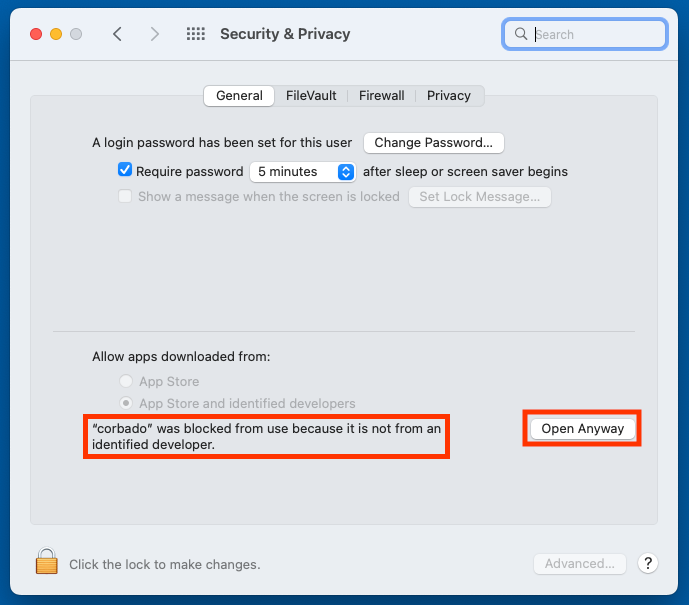 Security & Privacy
Search
General FileVault Firewall Privacy
A login password has been set for this user Change Password...
Require password 5 minutes after sleep or screen saver begins
Show a message when the screen is locked Set Lock Message...
Allow apps downloaded from:
App Store
App Store and identified developers
“corbado” was blocked from use because it is not from an
identified developer.
Open Anyway
Click the lock to make changes.
Advanced... ?